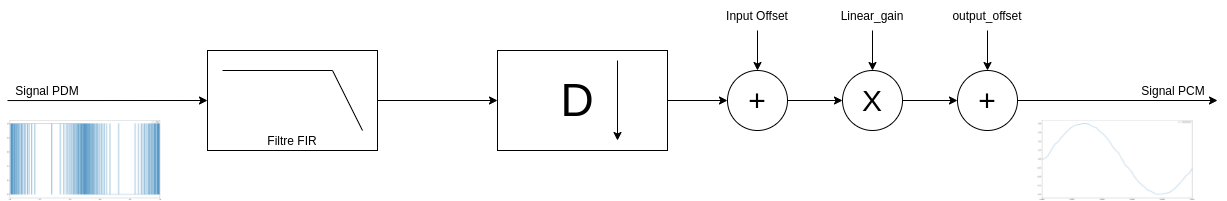 Input Offset
Linear_gain
output_offset
Signal PDM
Signal PCM
D
+
X
+
Filtre FIR